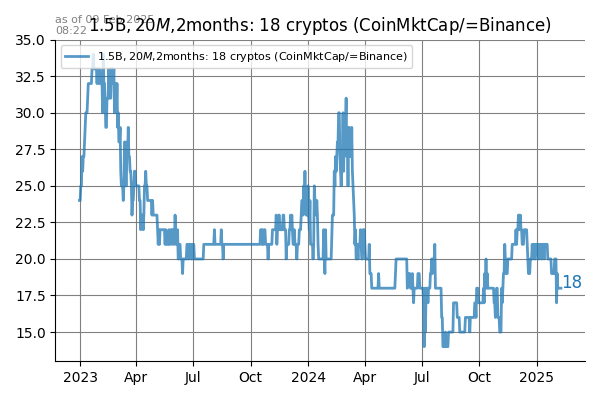 as of 09 Feb 2025
08:22
1.5B, 20M, 2months: 18 cryptos (CoinMktCap/=Binance)
1.5B, 20M, 2months: 18 cryptos (CoinMktCap/=Binance)
35.0
32.5
30.0
27.5
25.0
22.5
20.0
17.5
15.0
18
2023
Apr
Jul
Oct
2024
Apr
Jul
Oct
2025